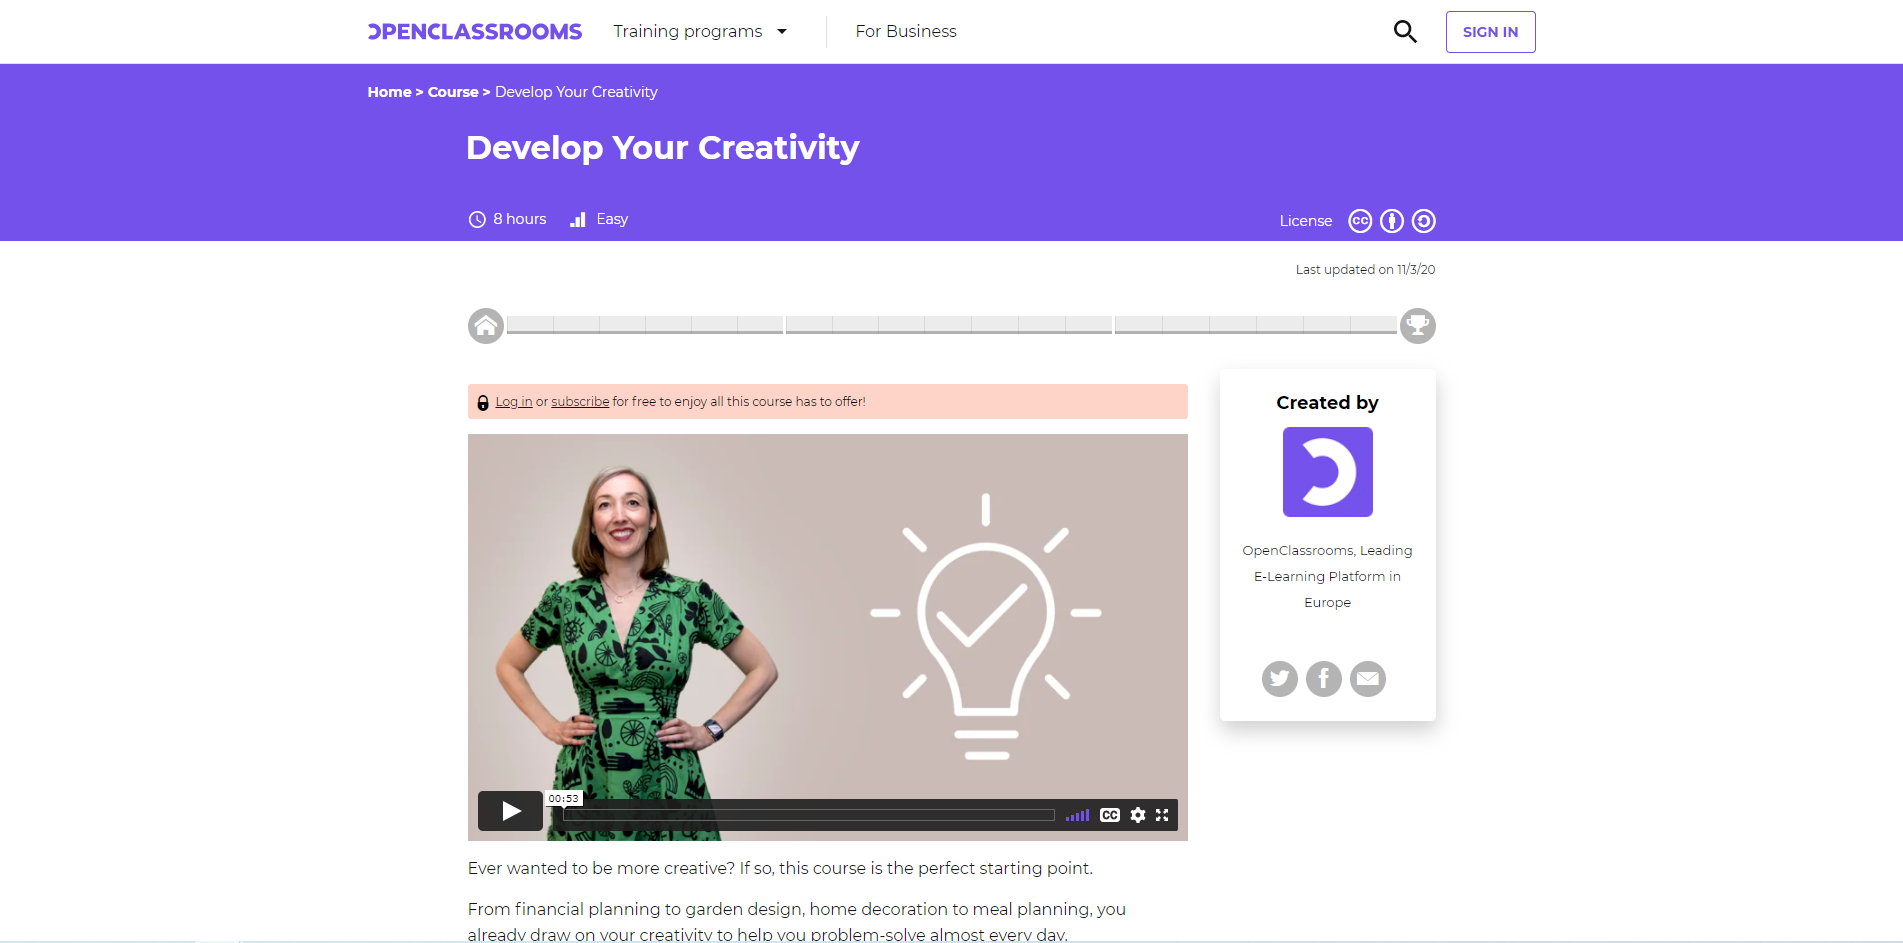 OPENCLASSROOMS Training programs For Business SIGN IN
Home > Course > Develop Your Creativity
Develop Your Creativity
8 hours Easy License CC
Last updated on 11/3/20
Log in or subscribe for free to enjoy all this course has to offer!
Created by
OpenClassrooms, Leading
E-Learning Platform in
Europe
00:53
CC
Ever wanted to be more creative? If so, this course is the perfect starting point.
From financial planning to garden design, home decoration to meal planning, you
already draw on your creativity to help you problem-solve almost every day.